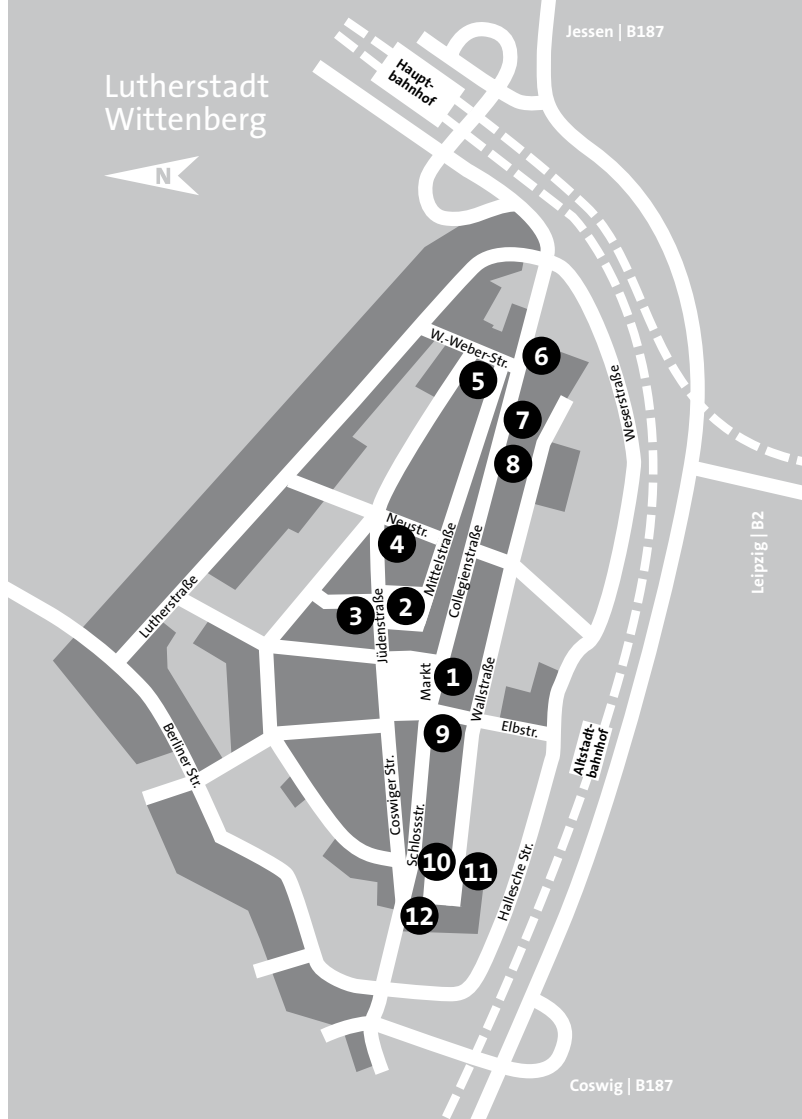 Jessen | B187
Haupt-
bahnhof
Lutherstadt
Wittenberg
N
W.-Weber-Str.
6
5
Weserstraße
7
8
Neustr.
4
Mittelstraße
Collegienstraße
Leipzig | B2
Lutherstraße
3
2
Jüdenstraße
Markt
1
Wallstraße
9
Elbstr.
Altstadt-
bahnhof
Berliner Str.
Coswiger Str.
Schlossstr.
10
11
Hallesche Str.
12
Coswig | B187